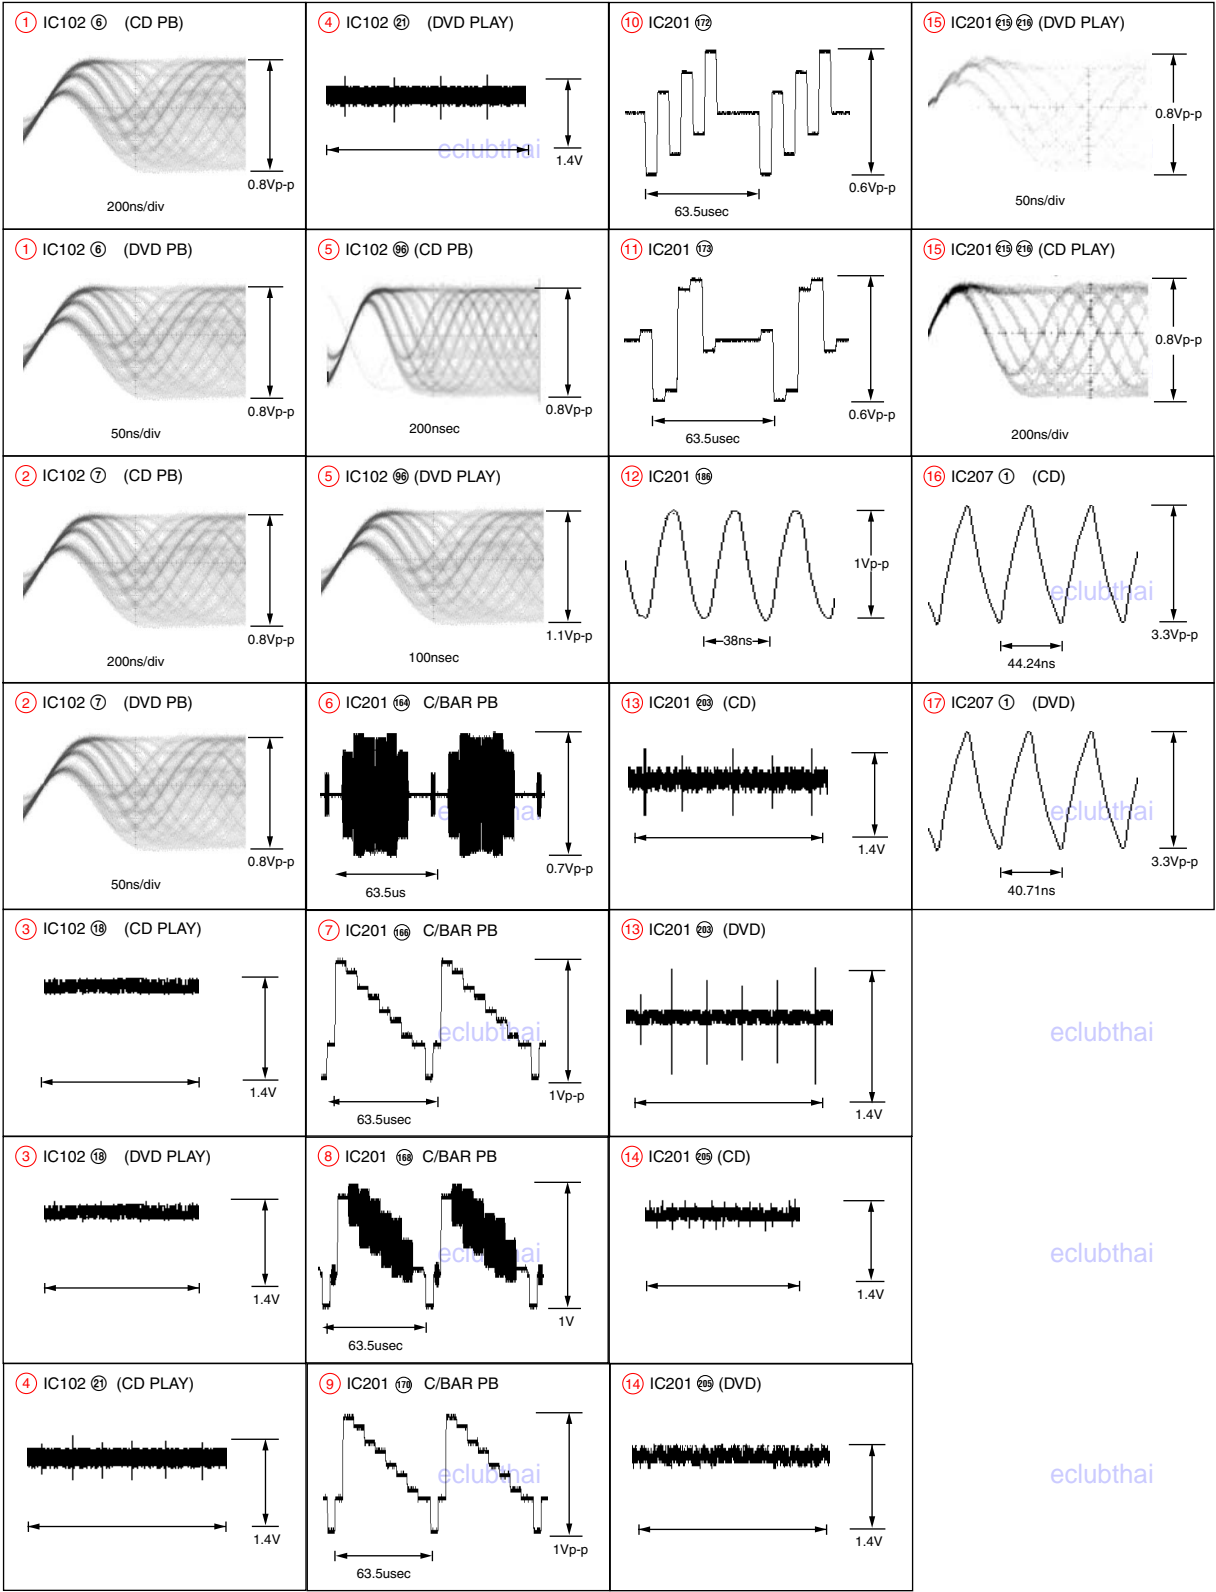 ① IC102 ⑥ (CD PB)
0.8Vp-p
200ns/div
① IC102 ⑥ (DVD PB)
0.8Vp-p
50ns/div
② IC102 ⑦ (CD PB)
0.8Vp-p
200ns/div
② IC102 ⑦ (DVD PB)
0.8Vp-p
50ns/div
③ IC102 ⑱ (CD PLAY)
1.4V
③ IC102 ⑱ (DVD PLAY)
1.4V
④ IC102 ㉑ (CD PLAY)
1.4V
④ IC102 ㉑ (DVD PLAY)
eclubthai
1.4V
⑤ IC102 (96) (CD PB)
0.8Vp-p
200nsec
⑤ IC102 (96) (DVD PLAY)
1.1Vp-p
100nsec
⑥ IC201 (164) C/BAR PB
eclubthai
0.7Vp-p
63.5us
⑦ IC201 (166) C/BAR PB
eclubthai
1Vp-p
63.5usec
⑧ IC201 (168) C/BAR PB
eclubthai
1V
63.5usec
⑨ IC201 (170) C/BAR PB
eclubthai
1Vp-p
63.5usec
⑩ IC201 (172)
0.6Vp-p
63.5usec
⑪ IC201 (173)
0.6Vp-p
63.5usec
⑫ IC201 (186)
1Vp-p
38ns
⑬ IC201 (203) (CD)
1.4V
⑬ IC201 (203) (DVD)
1.4V
⑭ IC201 (205) (CD)
1.4V
⑭ IC201 (205) (DVD)
1.4V
⑮ IC201 (215) (216) (DVD PLAY)
0.8Vp-p
50ns/div
⑮ IC201 (215) (216) (CD PLAY)
0.8Vp-p
200ns/div
⑯ IC207 ① (CD)
eclubthai
3.3Vp-p
44.24ns
⑰ IC207 ① (DVD)
eclubthai
3.3Vp-p
40.71ns
eclubthai
eclubthai
eclubthai